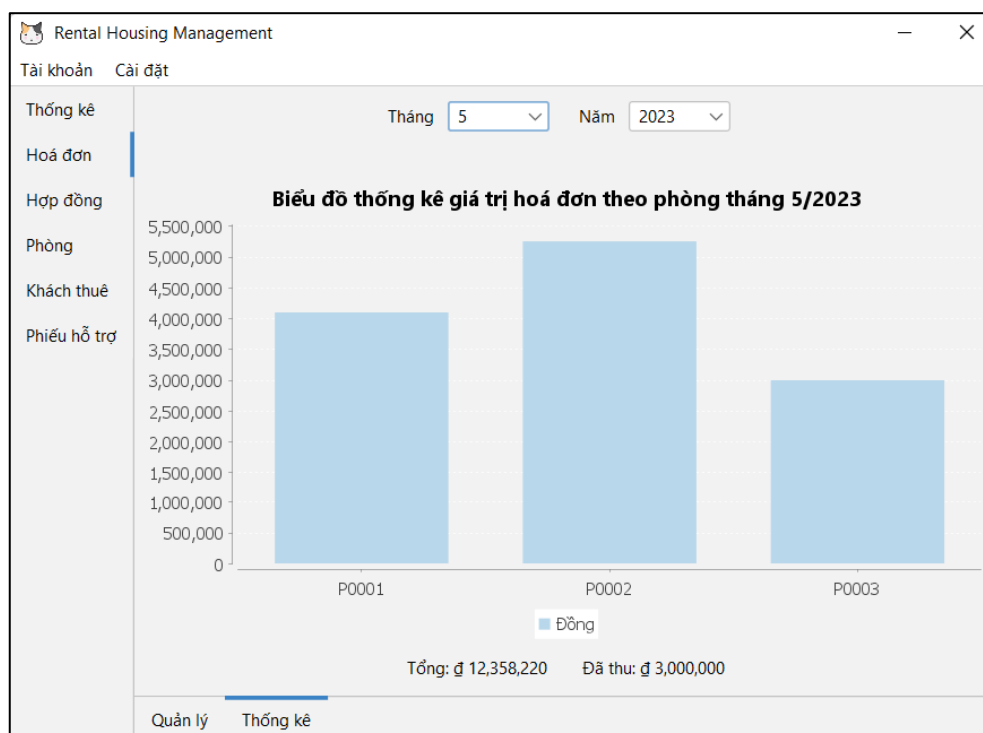 Rental Housing Management
Tài khoản Cài đặt
Thống kê
Hoá đơn
Hợp đồng
Phòng
Khách thuê
Phiếu hỗ trợ
Tháng 5 Năm 2023
Biểu đồ thống kê giá trị hoá đơn theo phòng tháng 5/2023
5,500,000
5,000,000
4,500,000
4,000,000
3,500,000
3,000,000
2,500,000
2,000,000
1,500,000
1,000,000
500,000
0
P0001 P0002 P0003
Đồng
Tổng: ₫ 12,358,220 Đã thu: ₫ 3,000,000
Quản lý Thống kê